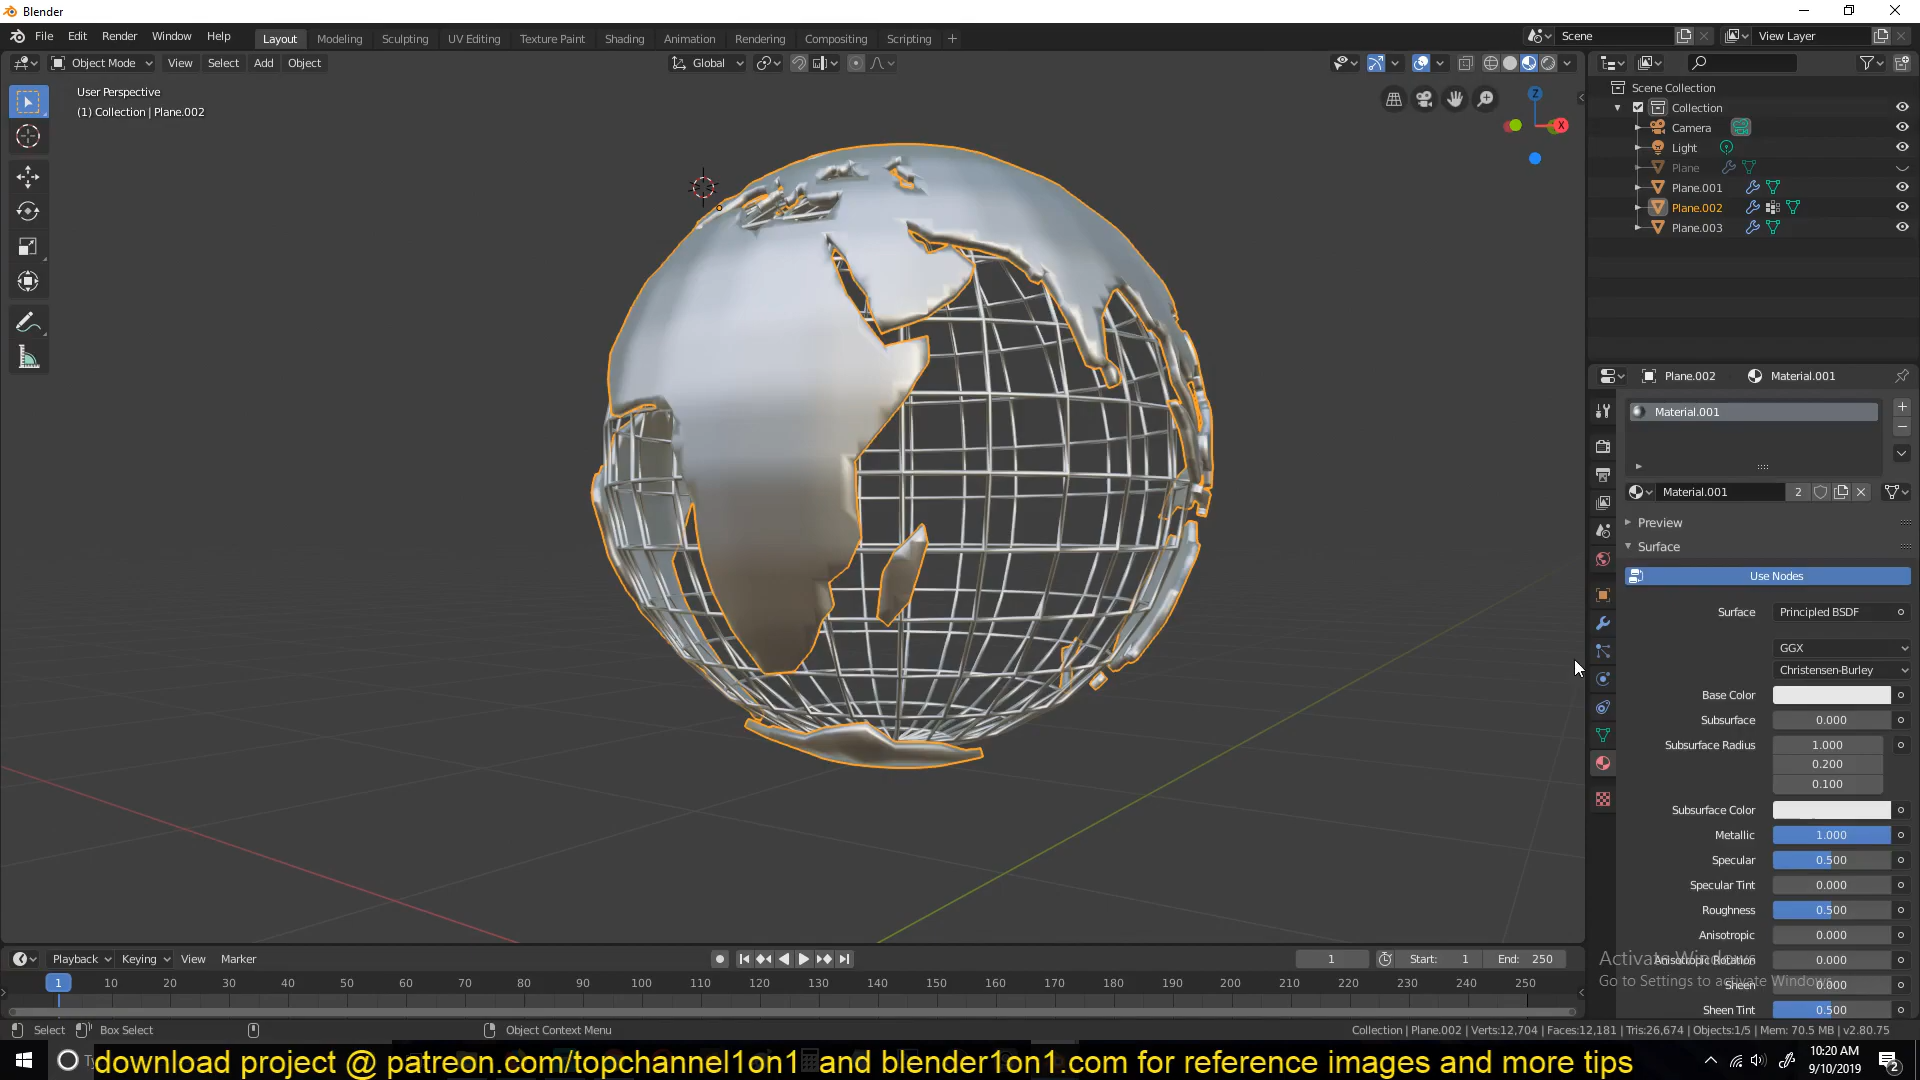 Blender
File Edit Render Window Help
Layout Modeling Sculpting UV Editing Texture Paint Shading Animation Rendering Compositing Scripting +
Scene
View Layer
Object Mode View Select Add Object
Global
User Perspective
(1) Collection | Plane.002
Z
X
Scene Collection
Collection
Camera
Light
Plane
Plane.001
Plane.002
Plane.003
Plane.002 Material.001
Material.001
Material.001 2
Preview
Surface
Use Nodes
Surface Principled BSDF
GGX
Christensen-Burley
Base Color
Subsurface 0.000
Subsurface Radius 1.000
0.200
0.100
Subsurface Color
Metallic 1.000
Specular 0.500
Specular Tint 0.000
Roughness 0.500
Anisotropic 0.000
Anisotropic Rotation 0.000
Sheen 0.000
Sheen Tint 0.500
Activate Windows
Go to Settings to activate Windows.
Playback Keying View Marker
1 Start: 1 End: 250
1 10 20 30 40 50 60 70 80 90 100 110 120 130 140 150 160 170 180 190 200 210 220 230 240 250
Select Box Select Object Context Menu
Collection | Plane.002 | Verts:12,704 | Faces:12,181 | Tris:26,674 | Objects:1/5 | Mem: 70.5 MB | v2.80.75
download project @ patreon.com/topchannel1on1 and blender1on1.com for reference images and more tips
10:20 AM
9/10/2019
2